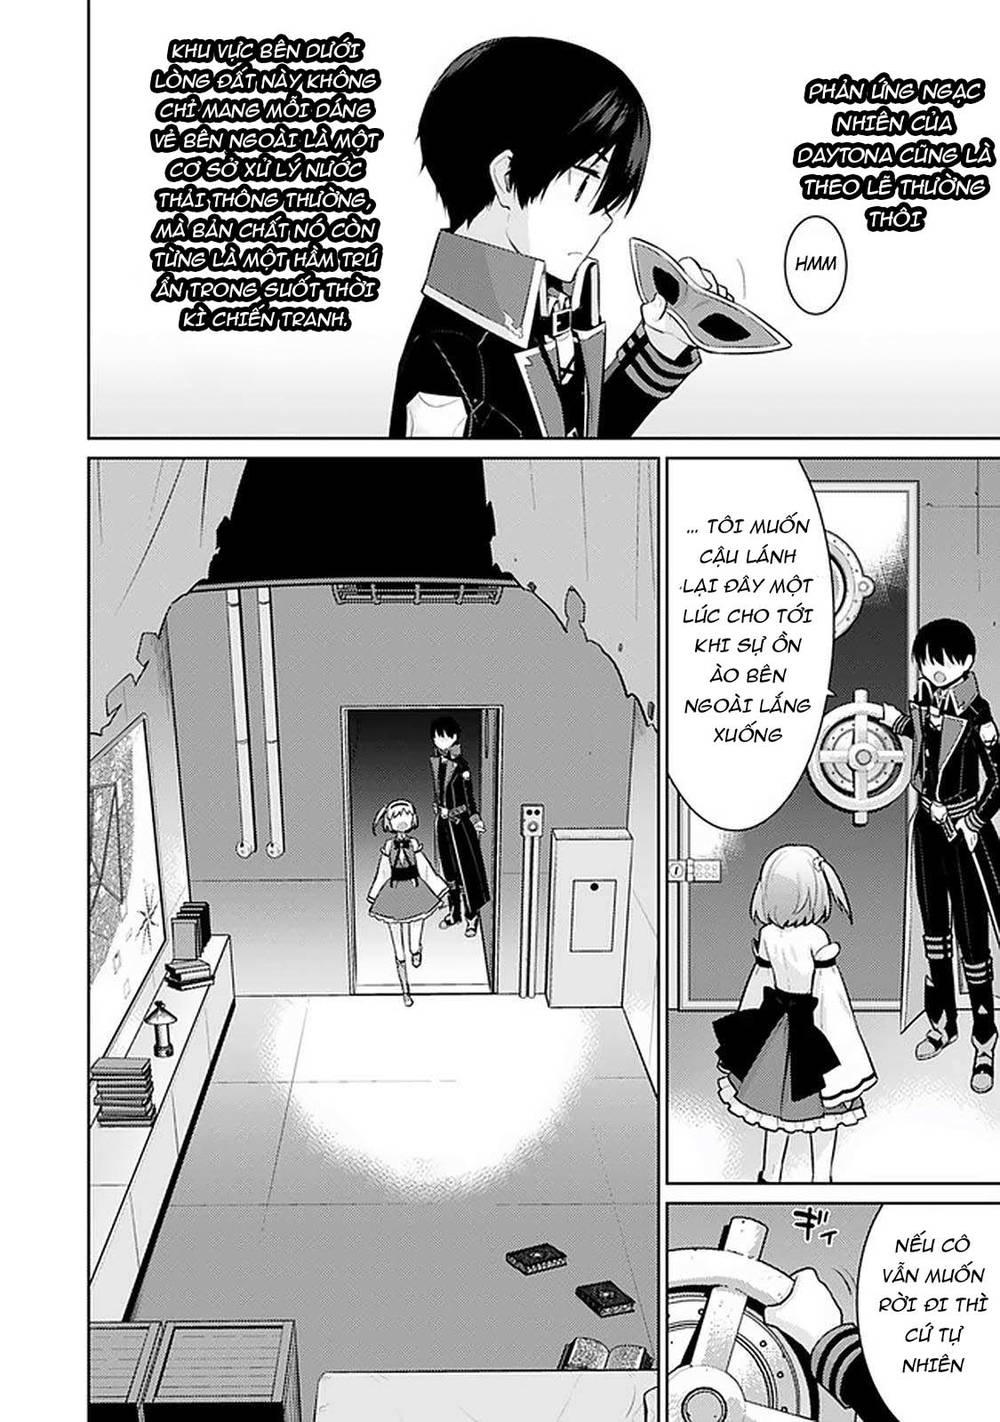 PHẢN ỨNG NGẠC
NHIÊN CỦA
DAYTONA CŨNG LÀ
THEO LẼ THƯỜNG
THÔI
HMM
KHU VỰC BÊN DƯỚI
LÒNG ĐẤT NÀY KHÔNG
CHỈ MANG MỖI DÁNG
VẺ BÊN NGOÀI LÀ MỘT
CƠ SỞ XỬ LÝ NƯỚC
THẢI THÔNG THƯỜNG,
MÀ BẢN CHẤT NÓ CÒN
TỪNG LÀ MỘT HẦM TRÚ
ẨN TRONG SUỐT THỜI
KÌ CHIẾN TRANH.
... TÔI MUỐN
CẬU LÁNH
LẠI ĐÂY MỘT
LÚC CHO TỚI
KHI SỰ ỒN
ÀO BÊN
NGOÀI LẮNG
XUỐNG
ギィ
NẾU CÔ
VẪN MUỐN
RỜI ĐI THÌ
CỨ TỰ
NHIÊN